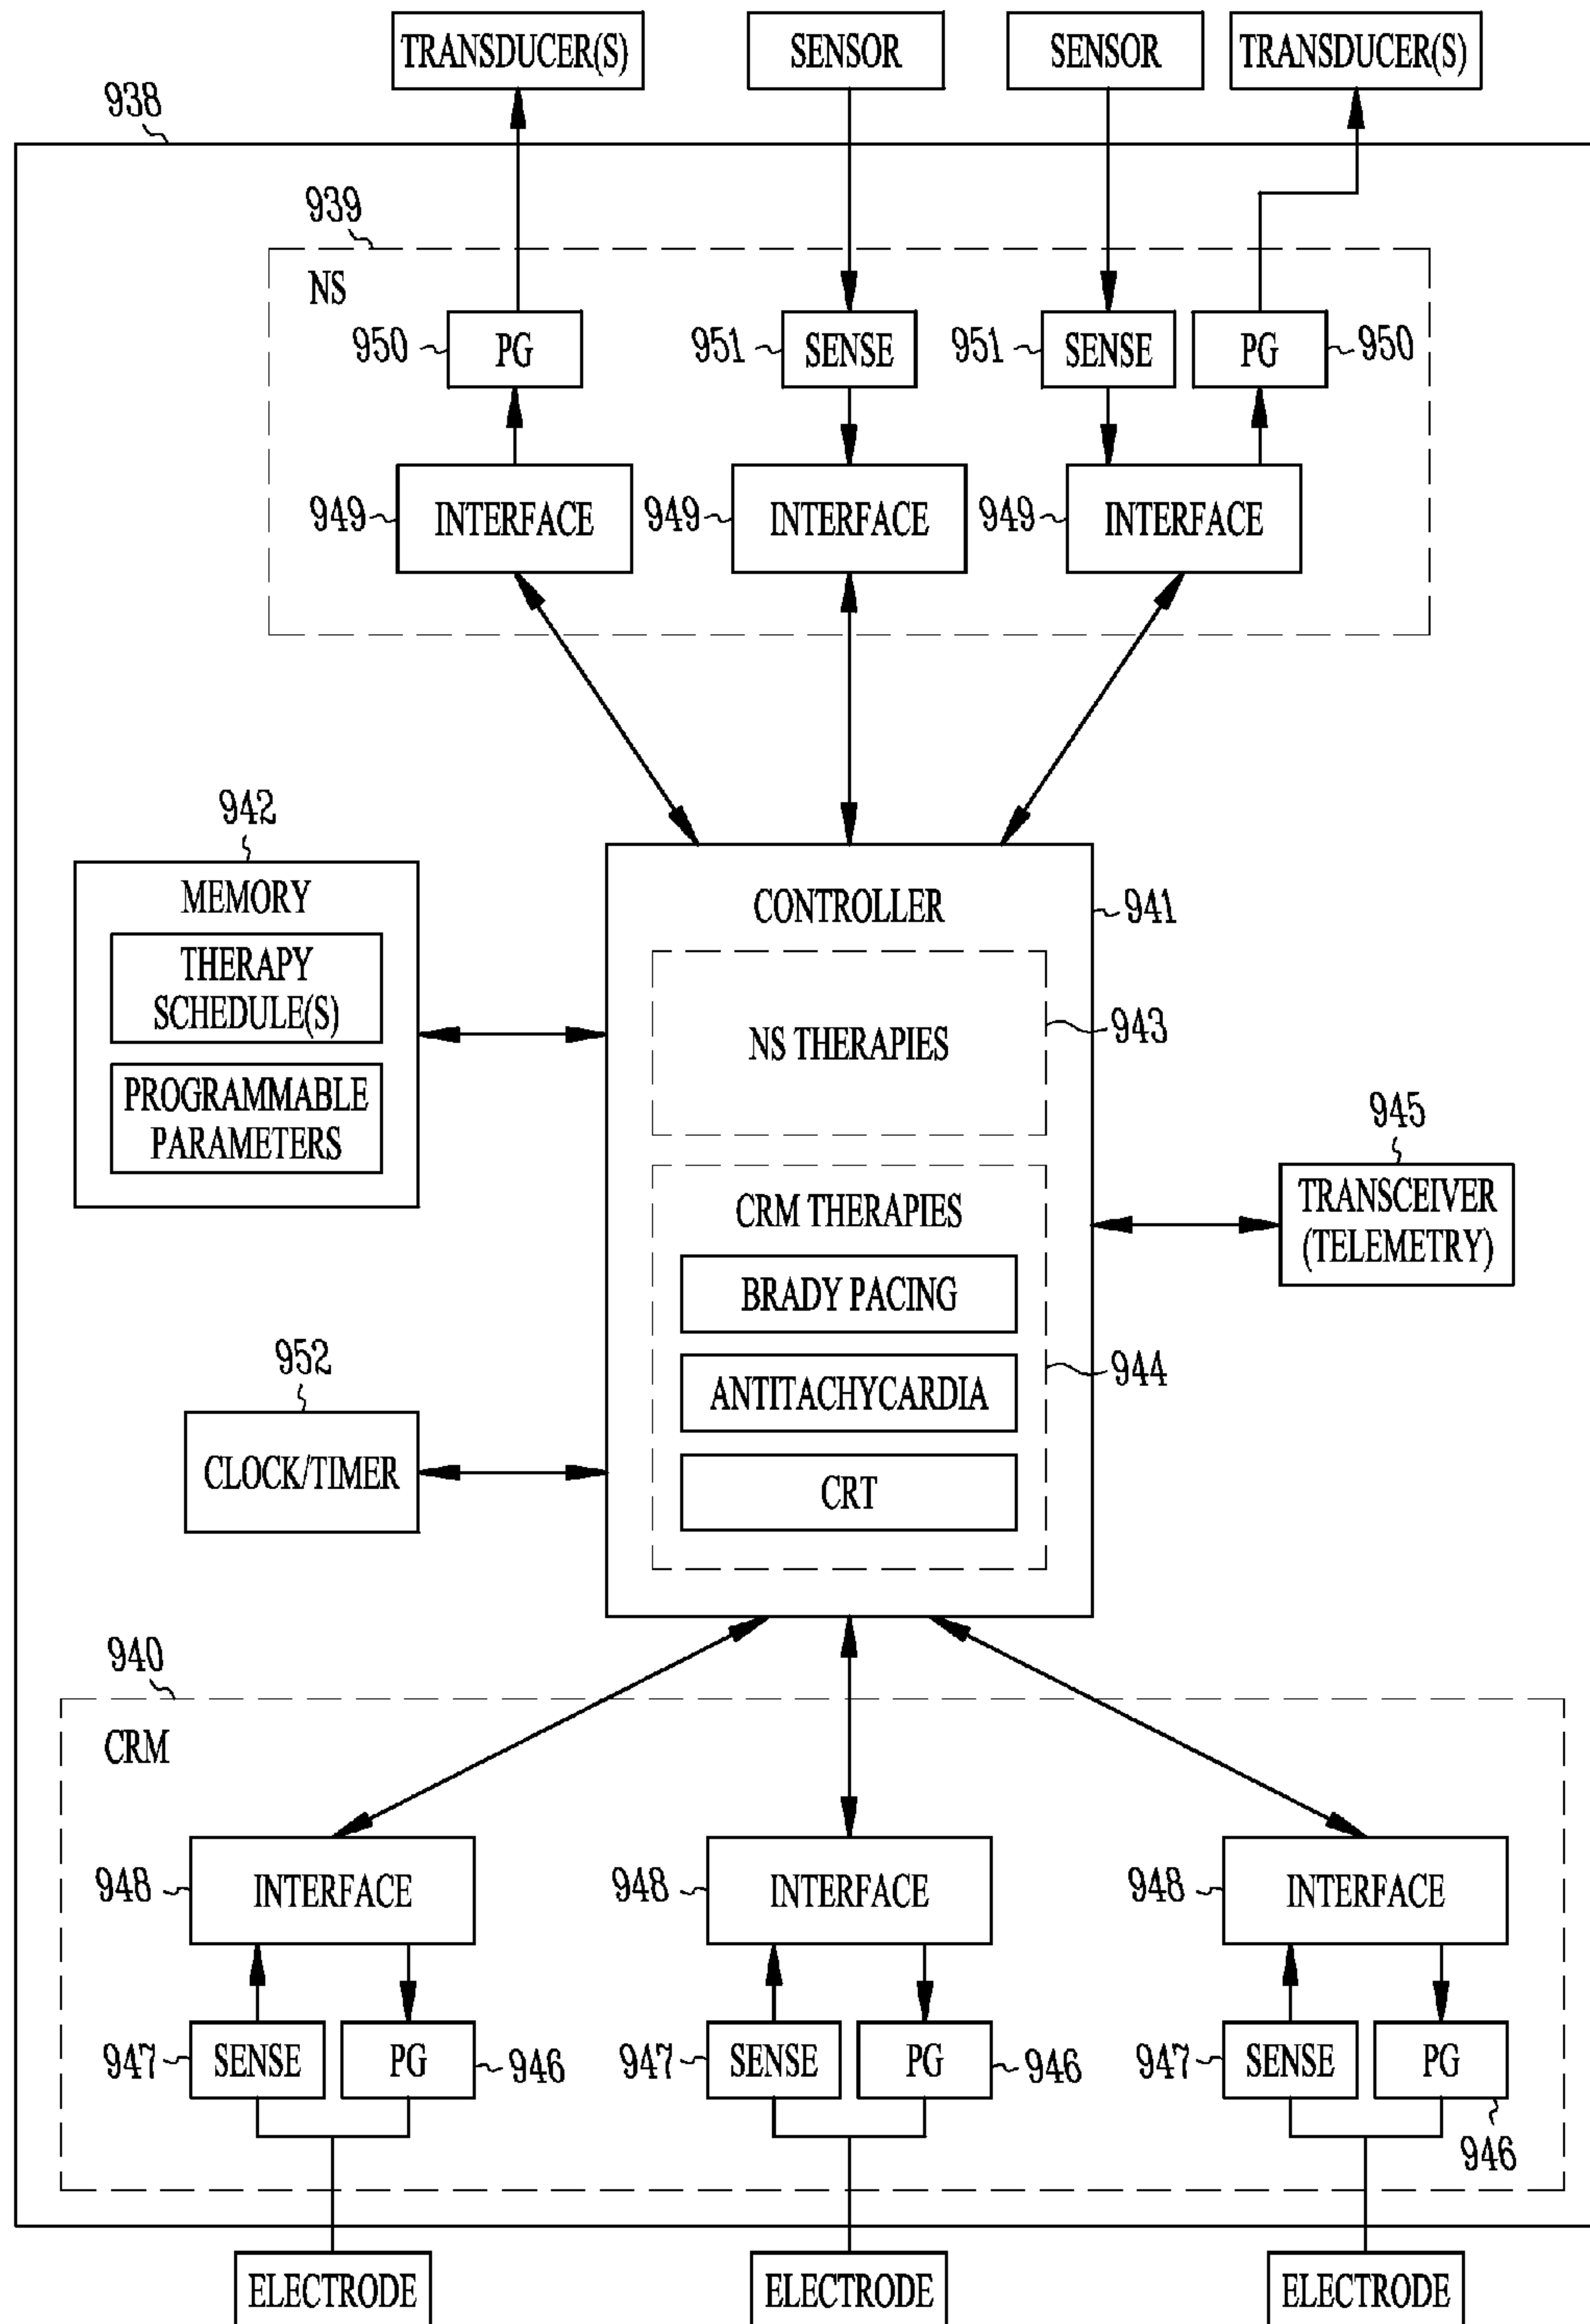 TRANSDUCER(S)
SENSOR
SENSOR
TRANSDUCER(S)
938
939
NS
950
PG
951
SENSE
951
SENSE
PG
950
949
INTERFACE
949
INTERFACE
949
INTERFACE
942
MEMORY
THERAPY
SCHEDULE(S)
PROGRAMMABLE
PARAMETERS
CONTROLLER
941
NS THERAPIES
943
945
TRANSCEIVER
(TELEMETRY)
CRM THERAPIES
BRADY PACING
ANTITACHYCARDIA
944
CRT
952
CLOCK/TIMER
940
CRM
948
INTERFACE
948
INTERFACE
948
INTERFACE
947
SENSE
PG
946
947
SENSE
PG
946
947
SENSE
PG
946
ELECTRODE
ELECTRODE
ELECTRODE